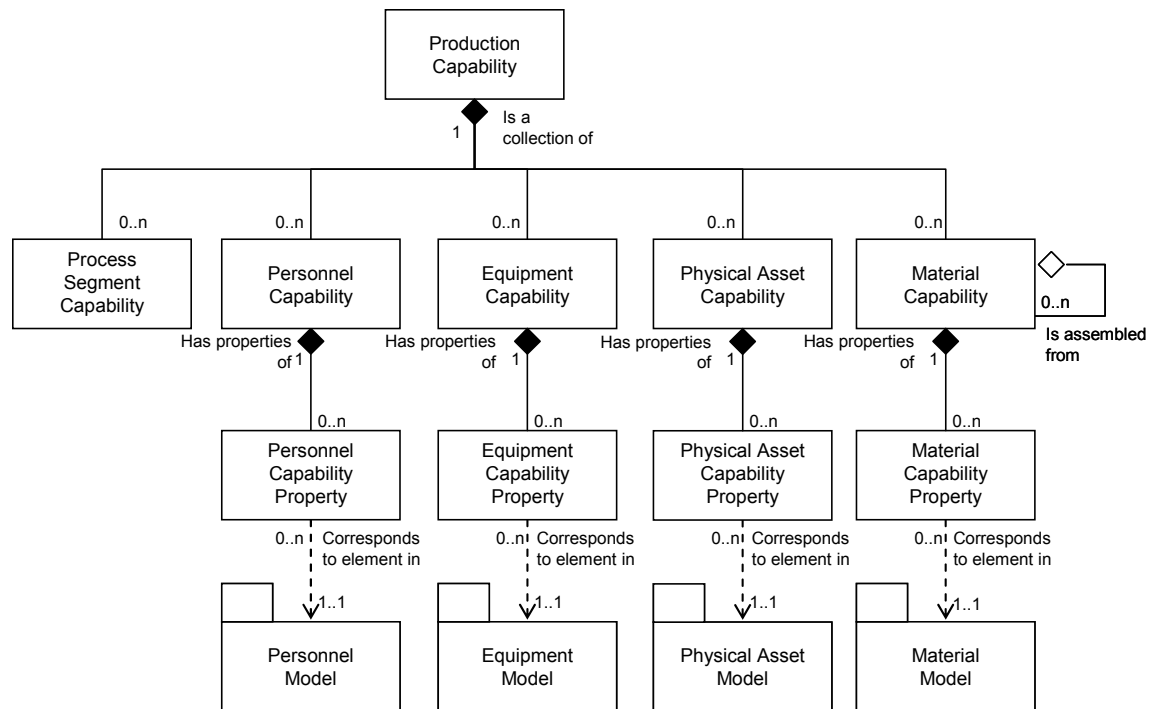 Production
Capability
1
Is a
collection of
0..n
0..n
0..n
0..n
0..n
Process
Segment
Capability
Personnel
Capability
Equipment
Capability
Physical Asset
Capability
Material
Capability
0..n
Is assembled
from
Has properties
of
1
Has properties
of
1
Has properties
of
1
Has properties
of
1
0..n
0..n
0..n
0..n
Personnel
Capability
Property
Equipment
Capability
Property
Physical Asset
Capability
Property
Material
Capability
Property
0..n
Corresponds
to element in
0..n
Corresponds
to element in
0..n
Corresponds
to element in
0..n
Corresponds
to element in
1..1
1..1
1..1
1..1
Personnel
Model
Equipment
Model
Physical Asset
Model
Material
Model